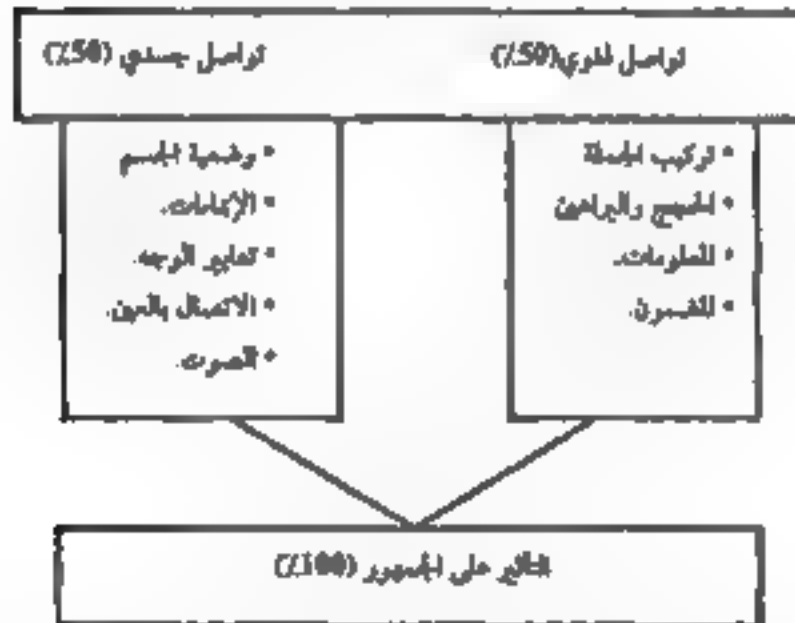 تواصل لغوي (50٪)
تواصل جسدي (50٪)
• تركيب الجملة
• الحجج والبراهين
• المعلومات.
• المضمون.
• وضعية الجسم
• الإيماءات.
• تعابير الوجه.
• الاتصال بالعين.
• الصوت.
التأثير على الجمهور (100٪)